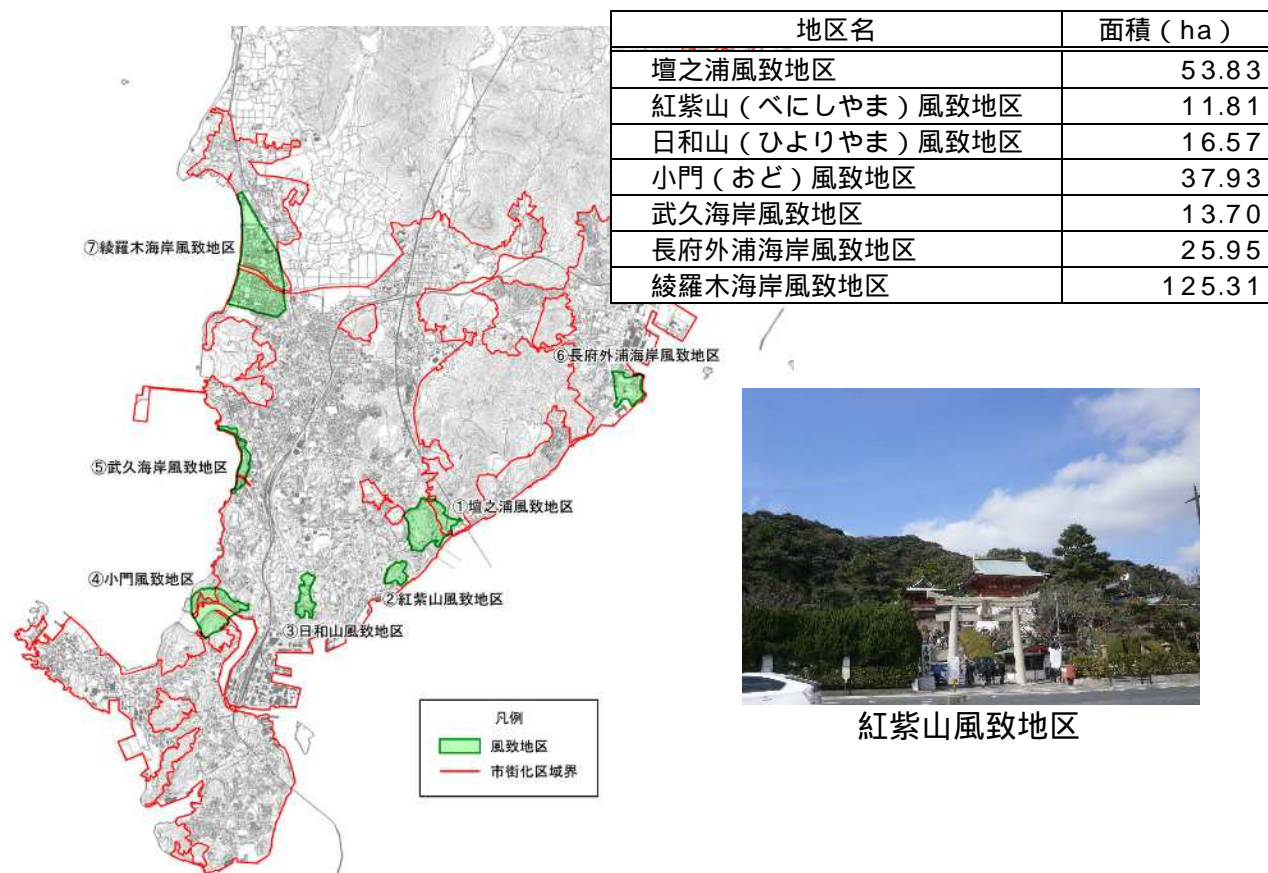 地区名 面積（ha）
壇之浦風致地区 53.83
紅紫山（べにしやま）風致地区 11.81
日和山（ひよりやま）風致地区 16.57
小門（おど）風致地区 37.93
武久海岸風致地区 13.70
長府外浦海岸風致地区 25.95
綾羅木海岸風致地区 125.31
⑦綾羅木海岸風致地区
⑥長府外浦海岸風致地区
⑤武久海岸風致地区
①壇之浦風致地区
④小門風致地区
②紅紫山風致地区
③日和山風致地区
凡例
風致地区
市街化区域界
紅紫山風致地区